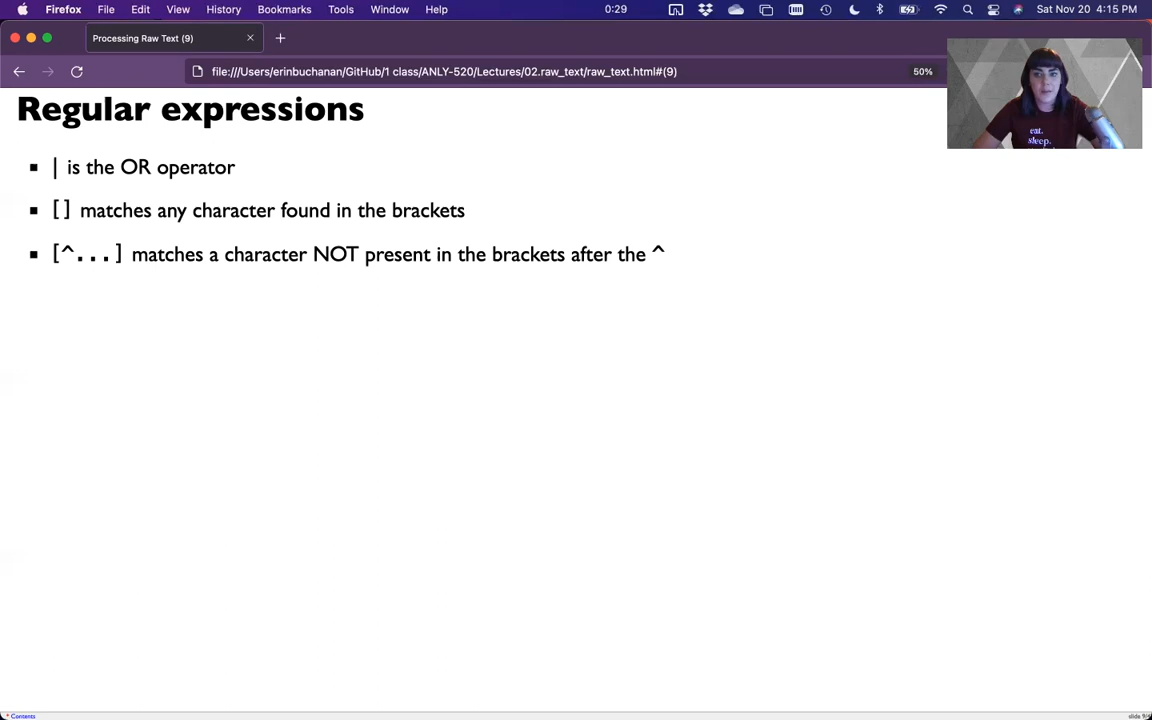 Firefox File Edit View History Bookmarks Tools Window Help 0:29 Sat Nov 20 4:15 PM
Processing Raw Text (9)
file:///Users/erinbuchanan/GitHub/1 class/ANLY-520/Lectures/02.raw_text/raw_text.html#(9) 50%
eat.
sleep.
Regular expressions
| is the OR operator
[] matches any character found in the brackets
[^...] matches a character NOT present in the brackets after the ^
* Contents